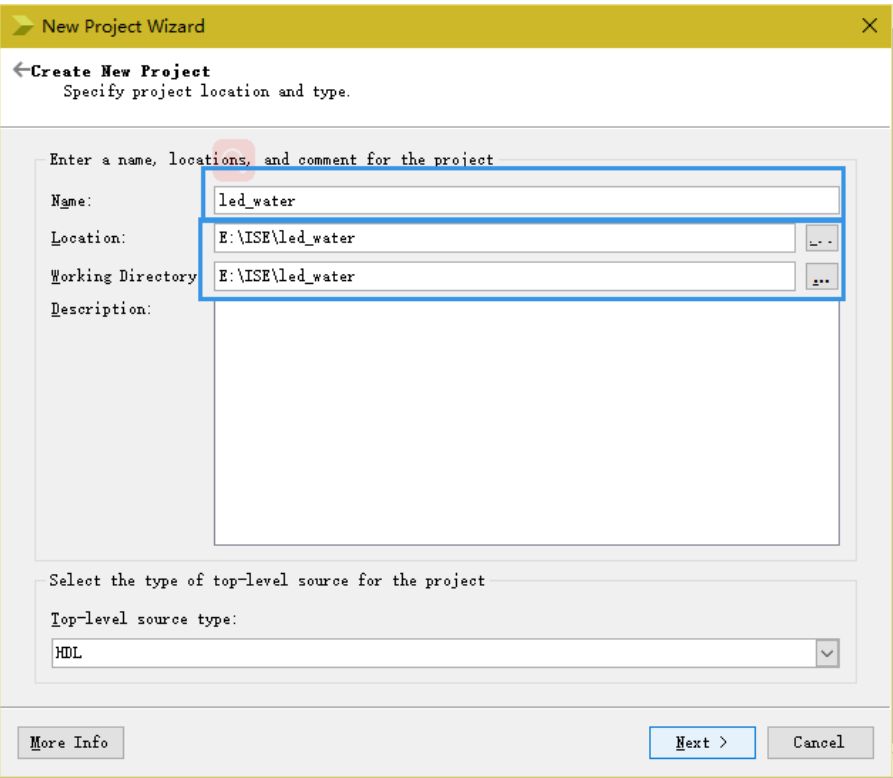 New Project Wizard
Create New Project
Specify project location and type.
Enter a name, locations, and comment for the project
Name:
led_water
Location:
E:\ISE\led_water
...
Working Directory
E:\ISE\led_water
...
Description:
Select the type of top-level source for the project
Top-level source type:
HDL
More Info
Next >
Cancel